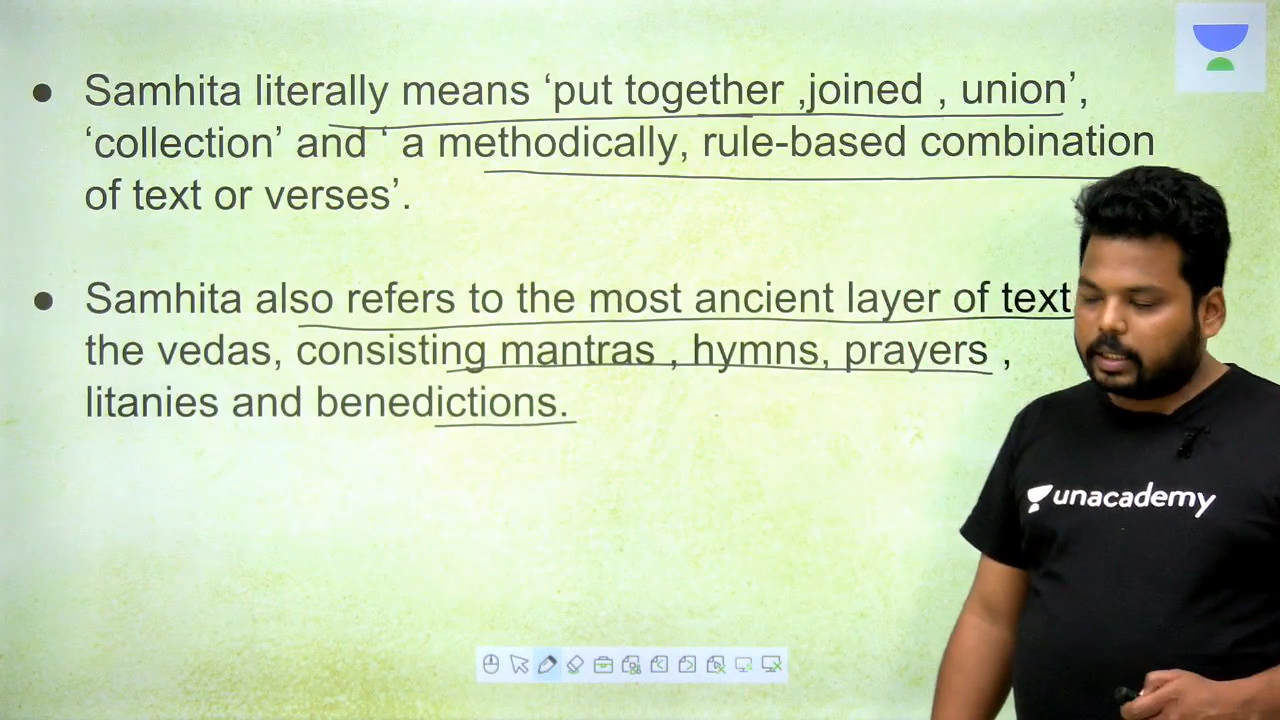 ● Samhita literally means ‘put together ,joined , union’,
‘collection’ and ‘ a methodically, rule-based combination
of text or verses’.
● Samhita also refers to the most ancient layer of text
the vedas, consisting mantras , hymns, prayers ,
litanies and benedictions.
unacademy